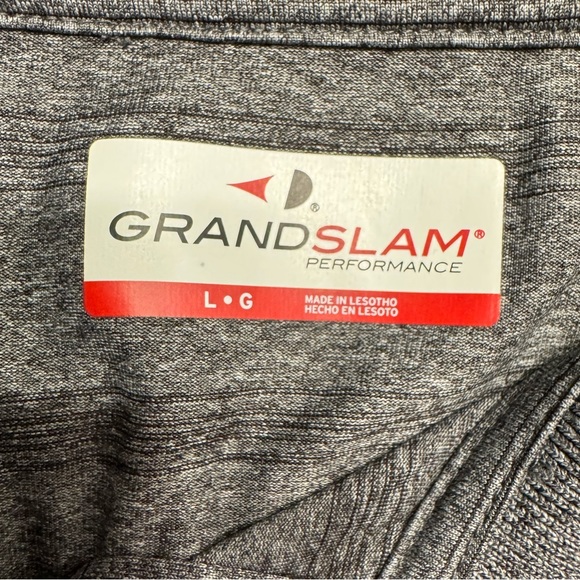 GRANDSLAM®
PERFORMANCE
L • G
MADE IN LESOTHO
HECHO EN LESOTO